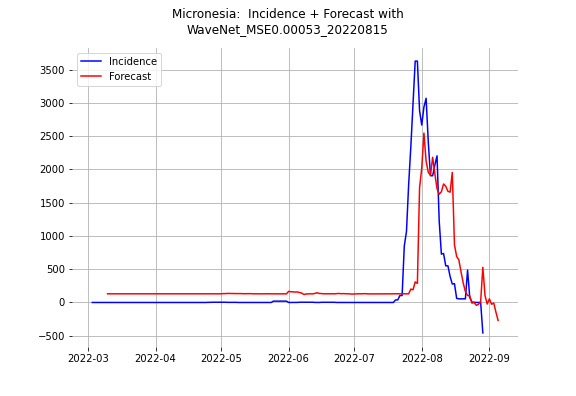 Micronesia: Incidence + Forecast with
WaveNet_MSE0.00053_20220815
Incidence
Forecast
3500
3000
2500
2000
1500
1000
500
0
−500
2022-03 2022-04 2022-05 2022-06 2022-07 2022-08 2022-09